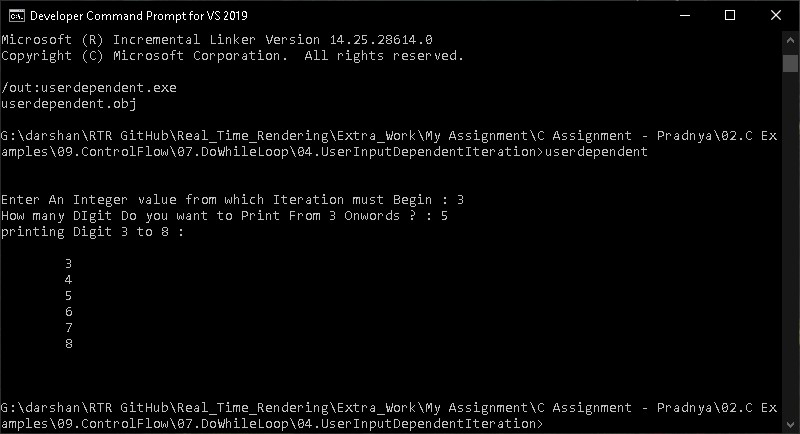 Developer Command Prompt for VS 2019
Microsoft (R) Incremental Linker Version 14.25.28614.0
Copyright (C) Microsoft Corporation.  All rights reserved.
/out:userdependent.exe
userdependent.obj
G:\darshan\RTR GitHub\Real_Time_Rendering\Extra_Work\My Assignment\C Assignment - Pradnya\02.C Ex
amples\09.ControlFlow\07.DoWhileLoop\04.UserInputDependentIteration>userdependent
Enter An Integer value from which Iteration must Begin : 3
How many DIgit Do you want to Print From 3 Onwords ? : 5
printing Digit 3 to 8 :
3
4
5
6
7
8
G:\darshan\RTR GitHub\Real_Time_Rendering\Extra_Work\My Assignment\C Assignment - Pradnya\02.C Ex
amples\09.ControlFlow\07.DoWhileLoop\04.UserInputDependentIteration>